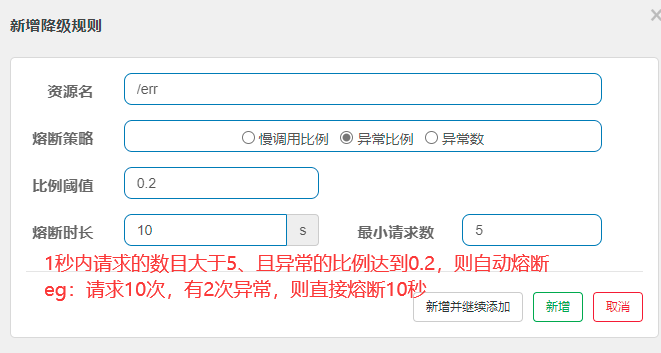 新增降级规则
资源名 /err
熔断策略 慢调用比例 异常比例 异常数
比例阈值 0.2
熔断时长 10 s 最小请求数 5
1秒内请求的数目大于5、且异常的比例达到0.2，则自动熔断
eg：请求10次，有2次异常，则直接熔断10秒
新增并继续添加 新增 取消